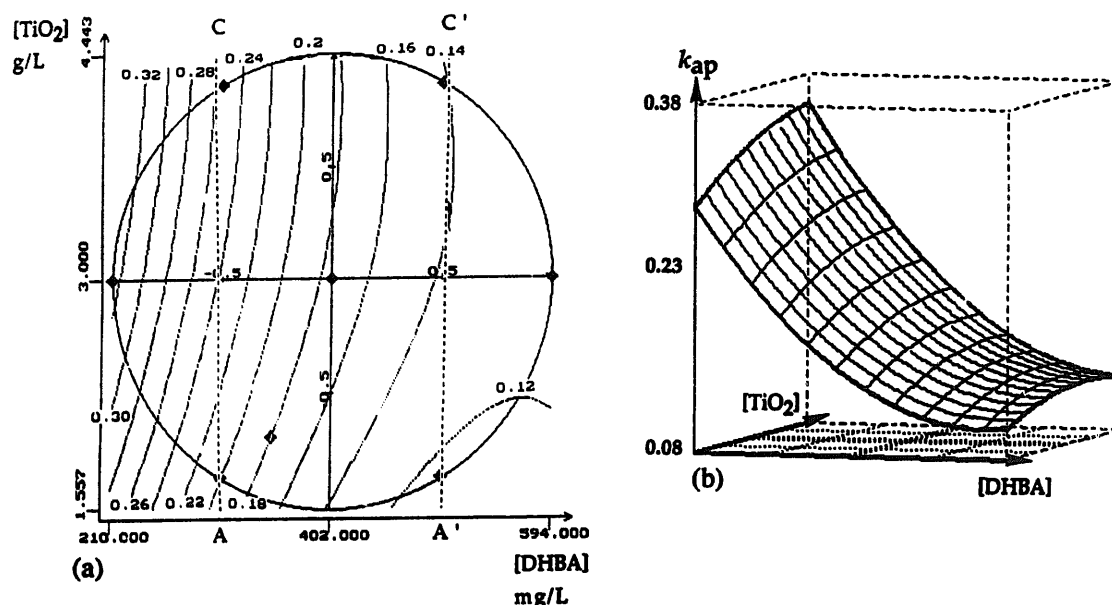 [TiO2]
g/L
C
C'
4.443
0.32
0.28
0.24
0.2
0.16
0.14
0.5
3.000
-.5
0.5
0.5
0.12
0.30
0.26
0.22
0.18
1.557
210.000
A
402.000
A'
594.000
(a)
[DHBA]
mg/L
(b)
kap
0.38
0.23
[TiO2]
0.08
[DHBA]